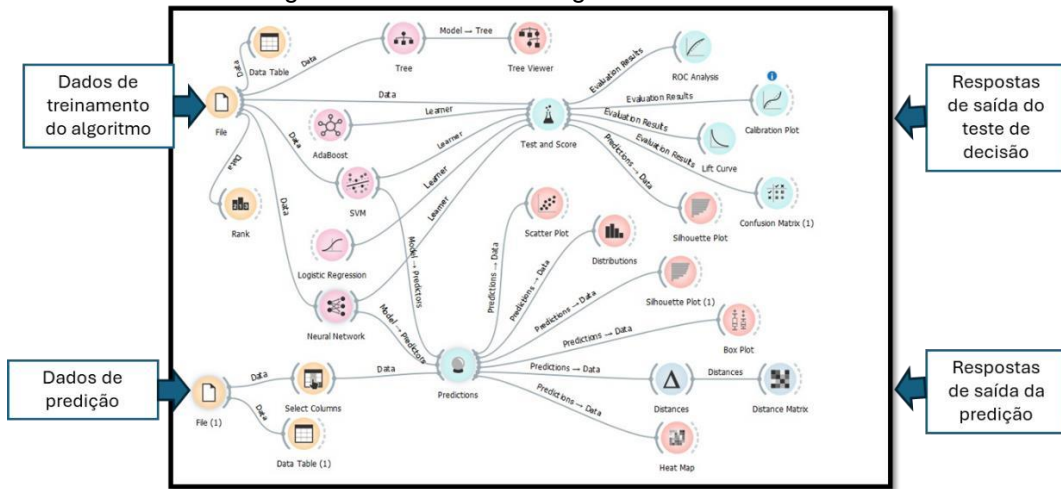 Dados de
treinamento
do algoritmo
Dados de
predição
Respostas
de saída do
teste de
decisão
Respostas
de saída da
predição
Data Table
Tree
Model → Tree
Tree Viewer
ROC Analysis
File
Data
Data
Data
Data
Data
Data
AdaBoost
Learner
Learner
Learner
Learner
Test and Score
Evaluation Results
Evaluation Results
Evaluation Results
Evaluation Results
Predictions → Data
Calibration Plot
Lift Curve
Confusion Matrix (1)
Silhouette Plot
Rank
SVM
Logistic Regression
Neural Network
Model → Predictors
Model → Predictors
Scatter Plot
Distributions
Silhouette Plot (1)
Box Plot
Predictions → Data
Predictions → Data
Predictions → Data
Predictions → Data
Predictions → Data
Predictions → Data
Predictions
Distances
Distances
Distance Matrix
Heat Map
File (1)
Data
Select Columns
Data
Data
Data Table (1)